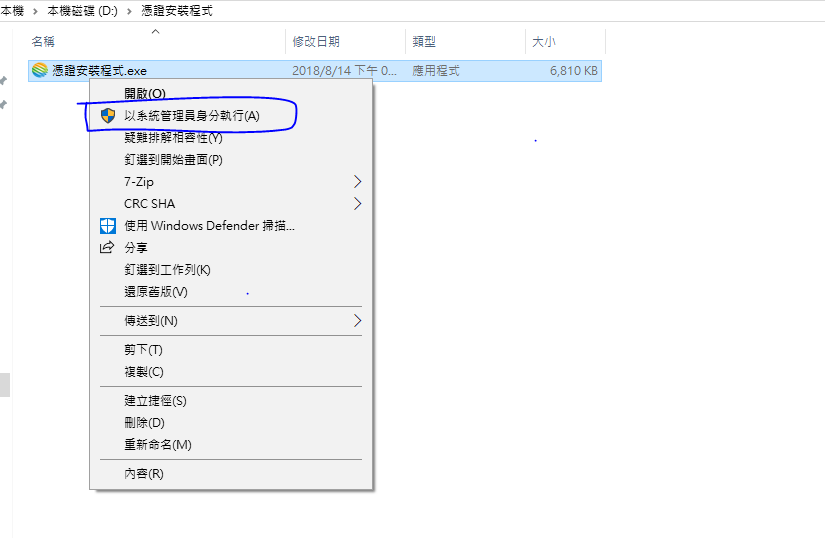 本機 > 本機磁碟 (D:) > 憑證安裝程式
名稱 修改日期 類型 大小
憑證安裝程式.exe 2018/8/14 下午 0... 應用程式 6,810 KB
開啟(O)
以系統管理員身分執行(A)
疑難排解相容性(Y)
釘選到開始畫面(P)
7-Zip
CRC SHA
使用 Windows Defender 掃描...
分享
釘選到工作列(K)
還原舊版(V)
傳送到(N)
剪下(T)
複製(C)
建立捷徑(S)
刪除(D)
重新命名(M)
內容(R)